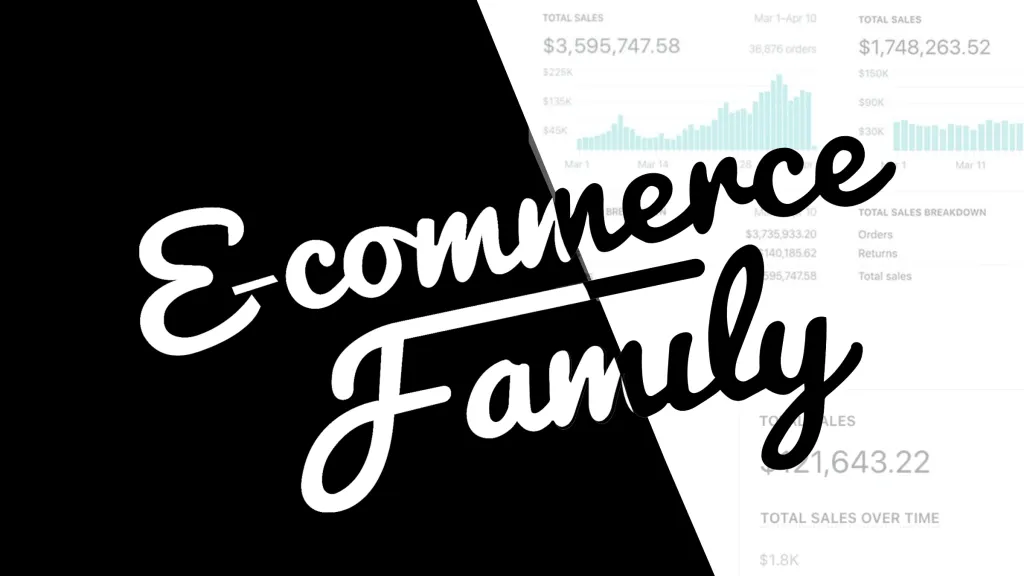 TOTAL SALES Mar 1–Apr 10
$3,595,747.58 36,876 orders
$225K
$135K
$45K
Mar 1 Mar 14 28
TOTAL SALES
$1,748,263.52
$150K
$90K
$30K
1 Mar 11
E-commerce
Family
10
$3,735,933.20
140,185.62
595,747.58
TOTAL SALES BREAKDOWN
Orders
Returns
Total sales
TOTAL SALES
$121,643.22
TOTAL SALES OVER TIME
$1.8K